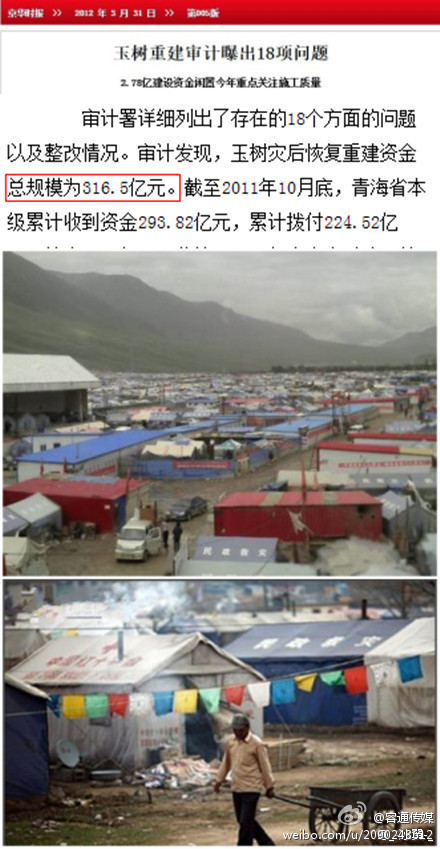 京华时报 >> 2012 年 3 月 31 日 >> 第005版
玉树重建审计曝出18项问题
2.78亿建设资金闲置今年重点关注施工质量
审计署详细列出了存在的18个方面的问题
以及整改情况。审计发现，玉树灾后恢复重建资金
总规模为316.5亿元。截至2011年10月底，青海省本
级累计收到资金293.82亿元，累计拨付224.52亿
民政救灾
中国红十字会
民政救灾
@容通传媒